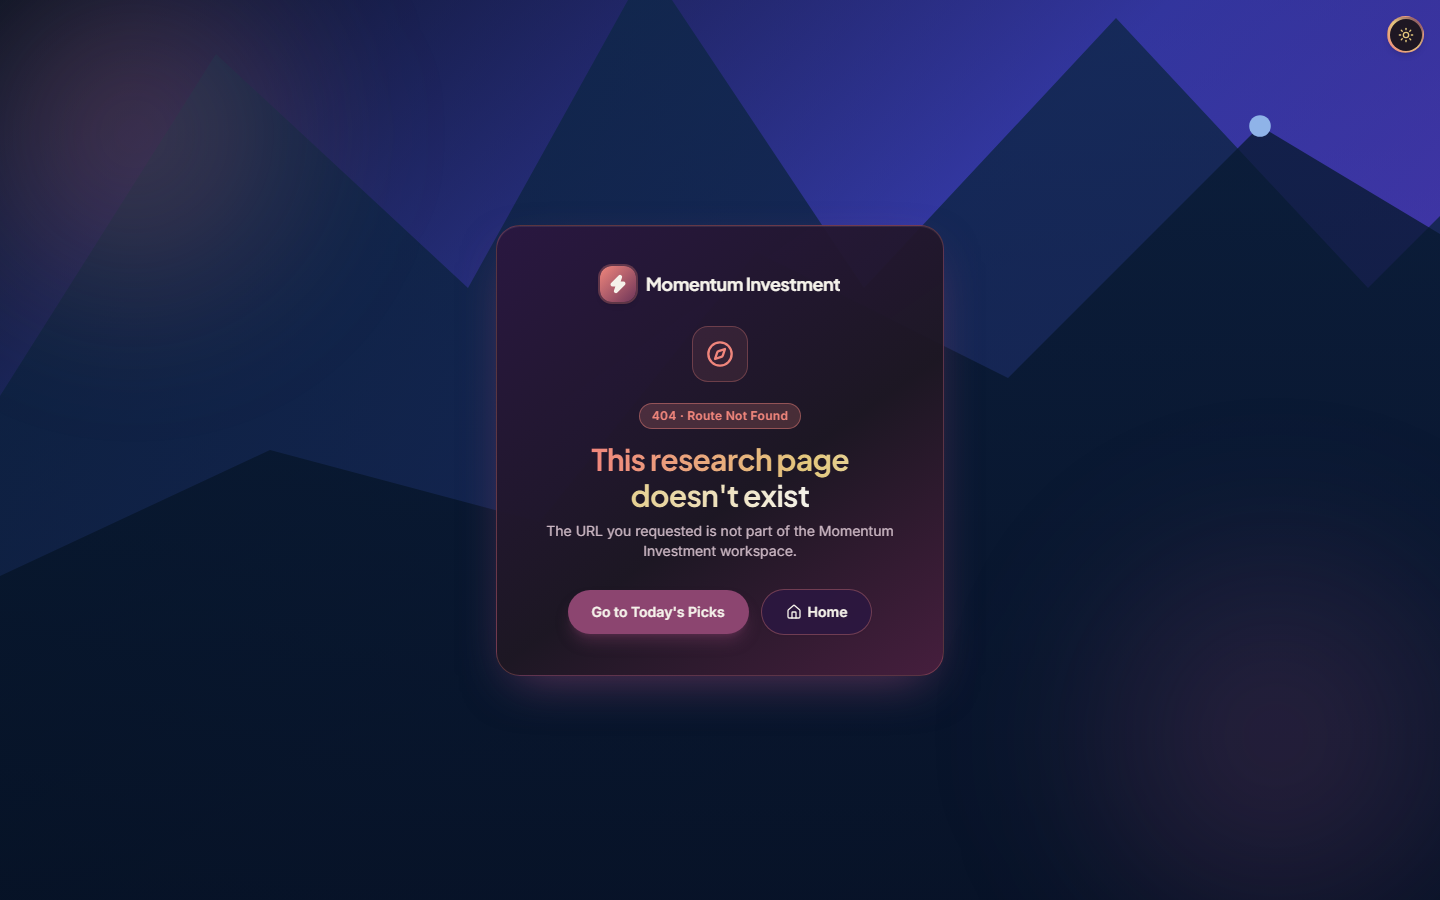 Momentum Investment
404 · Route Not Found
This research page
doesn't exist
The URL you requested is not part of the Momentum
Investment workspace.
Go to Today's Picks
Home